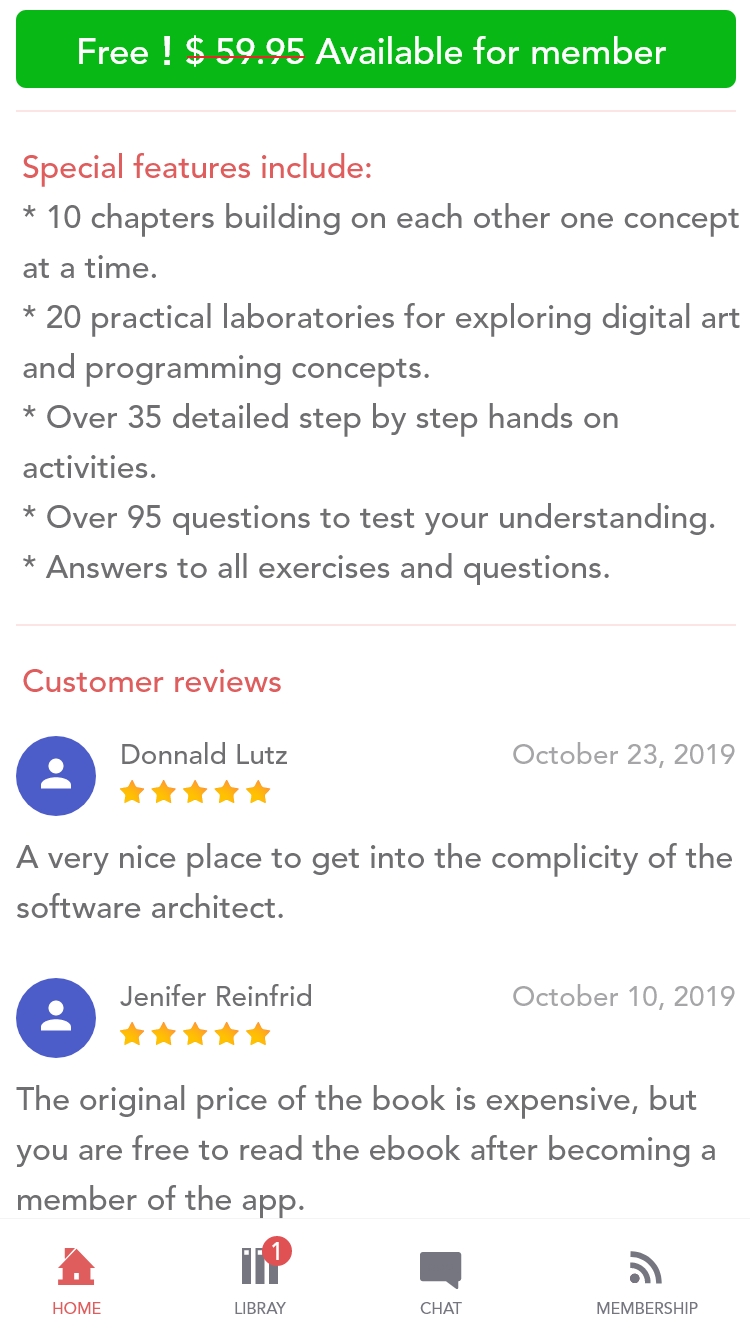 Free ! $ 59.95 Available for member
Special features include:
* 10 chapters building on each other one concept
at a time.
* 20 practical laboratories for exploring digital art
and programming concepts.
* Over 35 detailed step by step hands on
activities.
* Over 95 questions to test your understanding.
* Answers to all exercises and questions.
Customer reviews
Donnald Lutz October 23, 2019
A very nice place to get into the complicity of the
software architect.
Jenifer Reinfrid October 10, 2019
The original price of the book is expensive, but
you are free to read the ebook after becoming a
member of the app.
1
HOME LIBRAY CHAT MEMBERSHIP